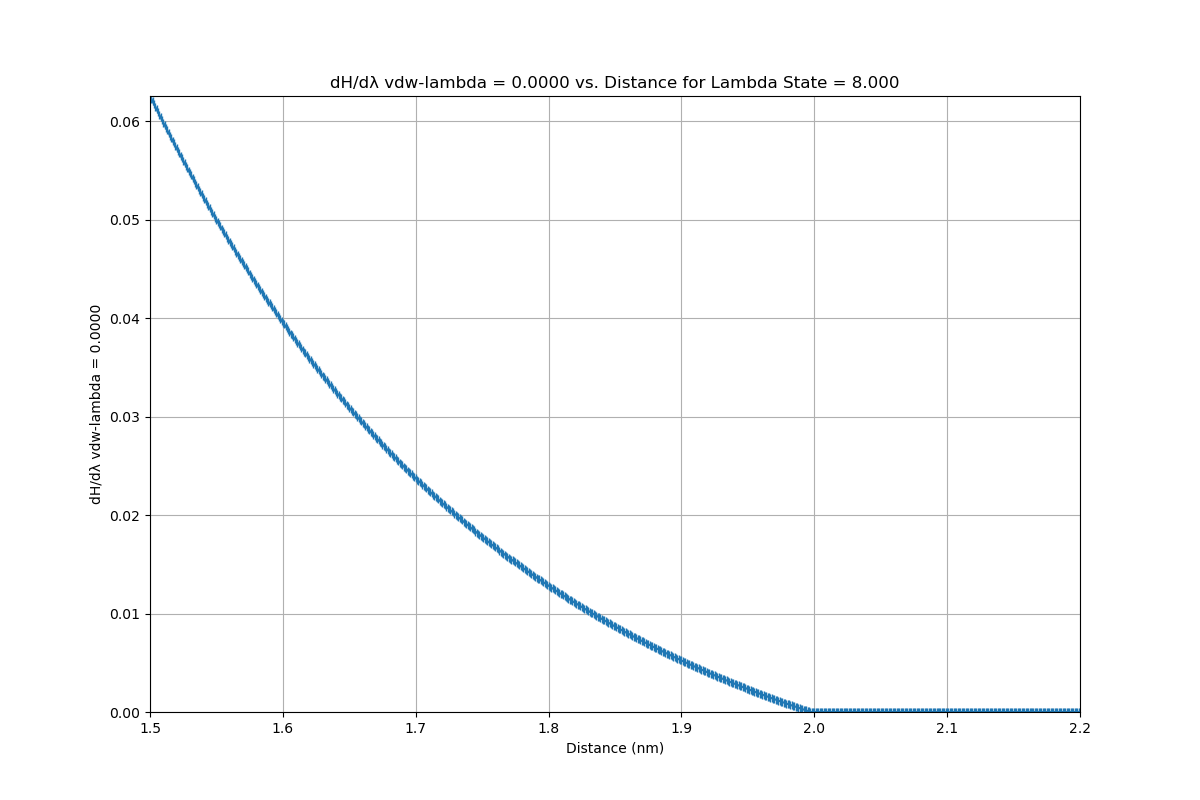 dH/dλ vdw-lambda = 0.0000 vs. Distance for Lambda State = 8.000
dH/dλ vdw-lambda = 0.0000
0.06
0.05
0.04
0.03
0.02
0.01
0.00
1.5 1.6 1.7 1.8 1.9 2.0 2.1 2.2
Distance (nm)